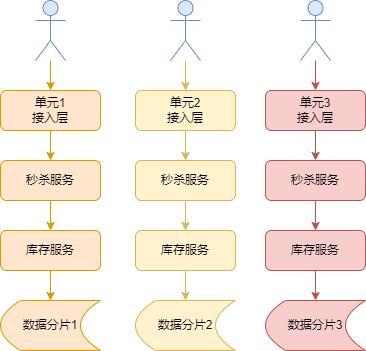 单元1
接入层
单元2
接入层
单元3
接入层
秒杀服务
秒杀服务
秒杀服务
库存服务
库存服务
库存服务
数据分片1
数据分片2
数据分片3